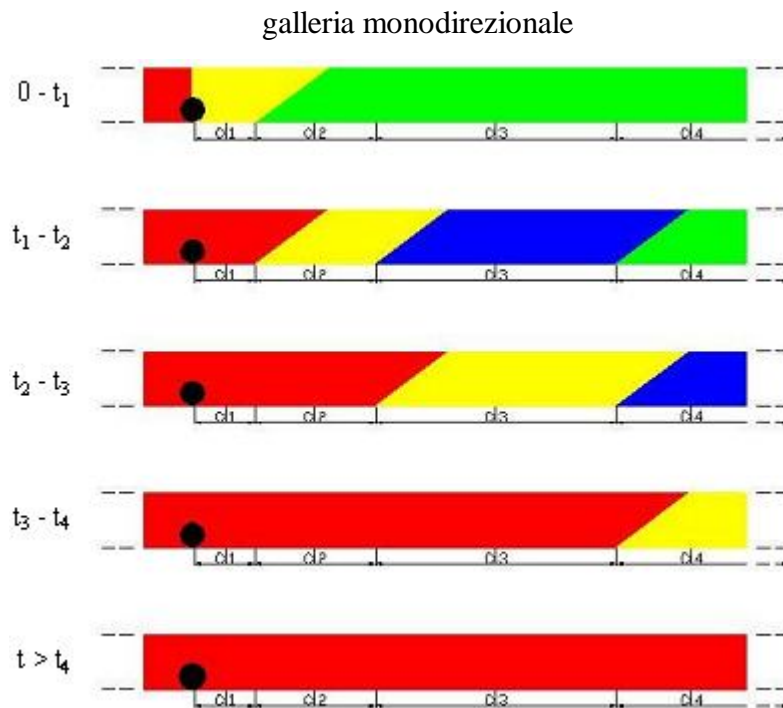 galleria monodirezionale
0 - t₁
d1 d2 d3 d4
t₁ - t₂
d1 d2 d3 d4
t₂ - t₃
d1 d2 d3 d4
t₃ - t₄
d1 d2 d3 d4
t > t₄
d1 d2 d3 d4